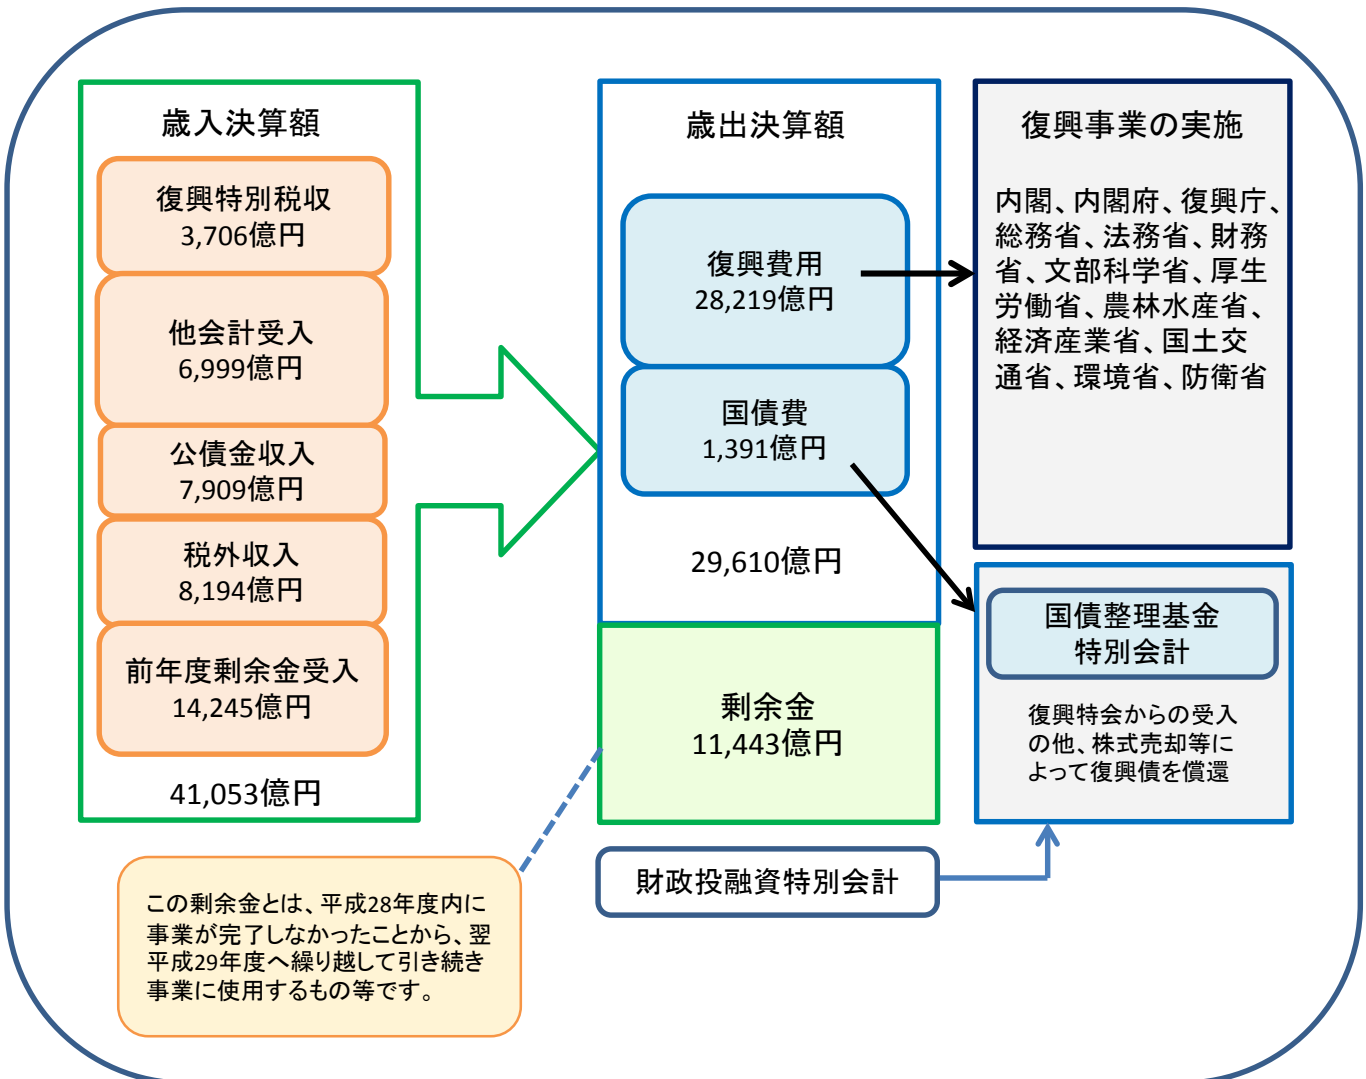 歳入決算額
復興特別税収
3,706億円
他会計受入
6,999億円
公債金収入
7,909億円
税外収入
8,194億円
前年度剰余金受入
14,245億円
41,053億円
歳出決算額
復興費用
28,219億円
国債費
1,391億円
29,610億円
剰余金
11,443億円
復興事業の実施
内閣、内閣府、復興庁、
総務省、法務省、財務
省、文部科学省、厚生
労働省、農林水産省、
経済産業省、国土交
通省、環境省、防衛省
国債整理基金
特別会計
復興特会からの受入
の他、株式売却等に
よって復興債を償還
財政投融資特別会計
この剰余金とは、平成28年度内に
事業が完了しなかったことから、翌
平成29年度へ繰り越して引き続き
事業に使用するもの等です。